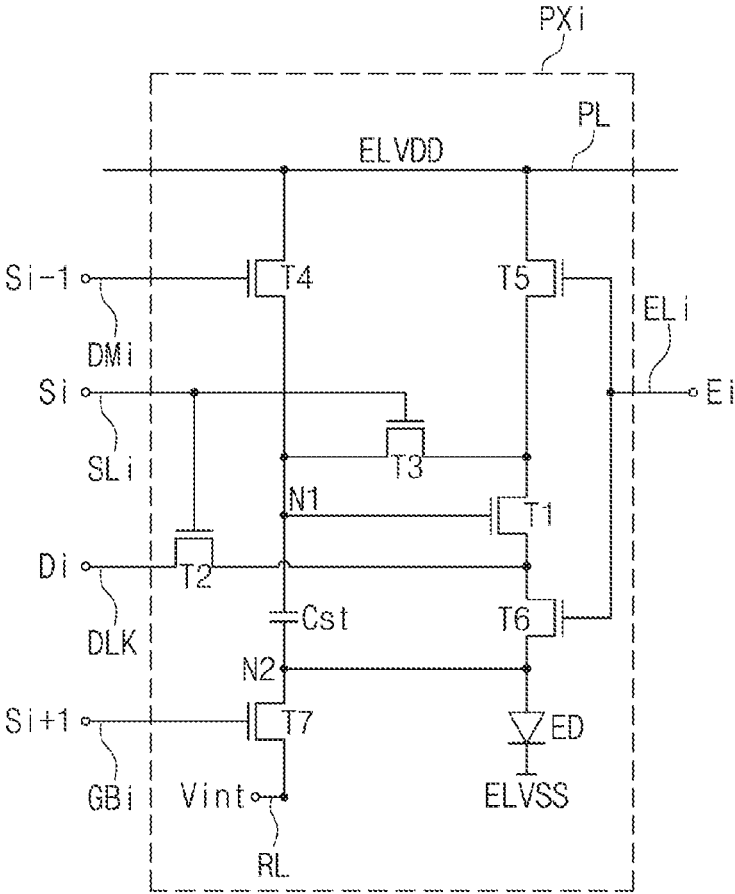 PXi
PL
ELVDD
Si-1
T4
T5
DMi
ELi
Si
Ei
SLi
T3
N1
T1
Di
T2
DLK
Cst
T6
N2
Si+1
T7
ED
GBi
Vint
ELVSS
RL